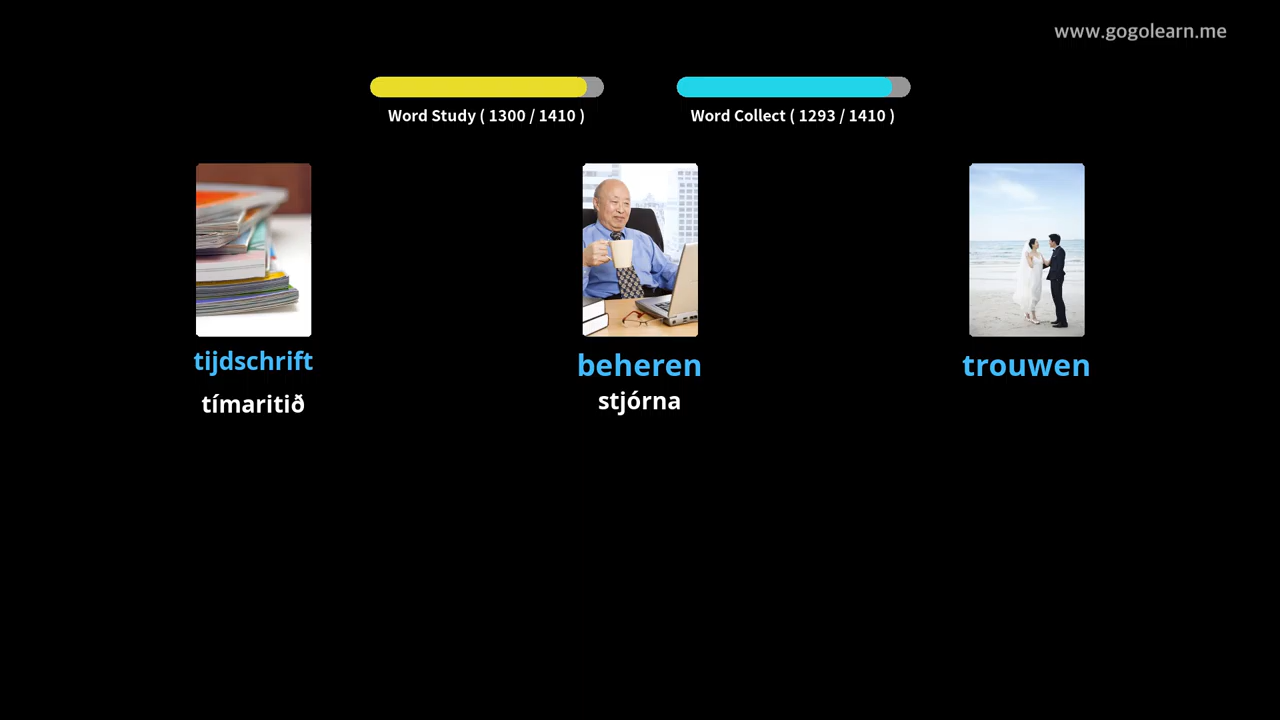 www.gogolearn.me
Word Study ( 1300 / 1410 )
Word Collect ( 1293 / 1410 )
tijdschrift
beheren
trouwen
tímaritið
stjórna